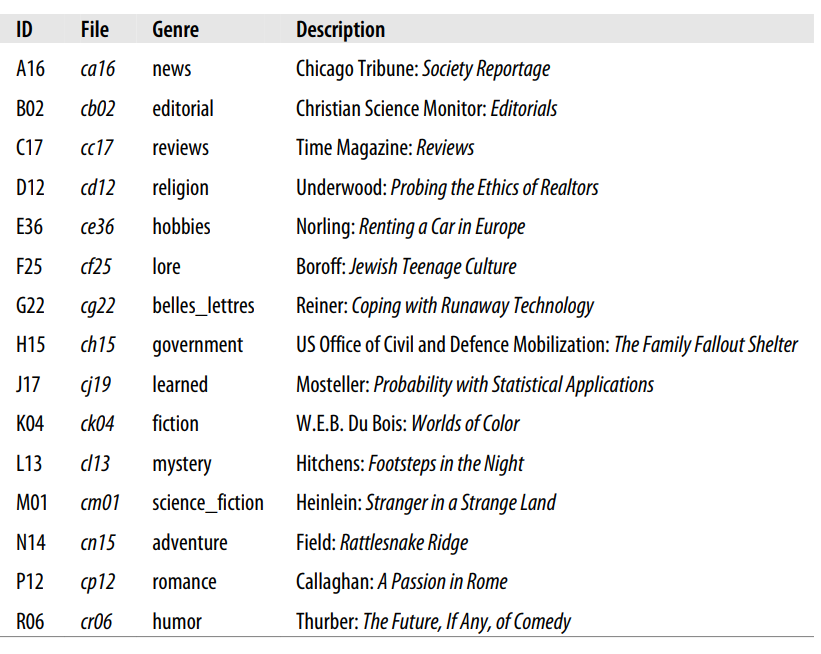 ID File Genre Description
A16 ca16 news Chicago Tribune: Society Reportage
B02 cb02 editorial Christian Science Monitor: Editorials
C17 cc17 reviews Time Magazine: Reviews
D12 cd12 religion Underwood: Probing the Ethics of Realtors
E36 ce36 hobbies Norling: Renting a Car in Europe
F25 cf25 lore Boroff: Jewish Teenage Culture
G22 cg22 belles_lettres Reiner: Coping with Runaway Technology
H15 ch15 government US Office of Civil and Defence Mobilization: The Family Fallout Shelter
J17 cj19 learned Mosteller: Probability with Statistical Applications
K04 ck04 fiction W.E.B. Du Bois: Worlds of Color
L13 cl13 mystery Hitchens: Footsteps in the Night
M01 cm01 science_fiction Heinlein: Stranger in a Strange Land
N14 cn15 adventure Field: Rattlesnake Ridge
P12 cp12 romance Callaghan: A Passion in Rome
R06 cr06 humor Thurber: The Future, If Any, of Comedy